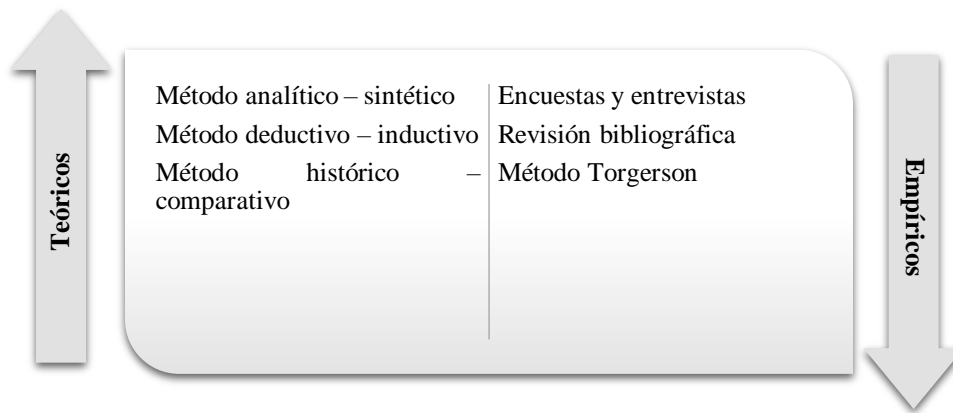 Teóricos
Método analítico – sintético
Método deductivo – inductivo
Método histórico –
comparativo
Encuestas y entrevistas
Revisión bibliográfica
Método Torgerson
Empíricos